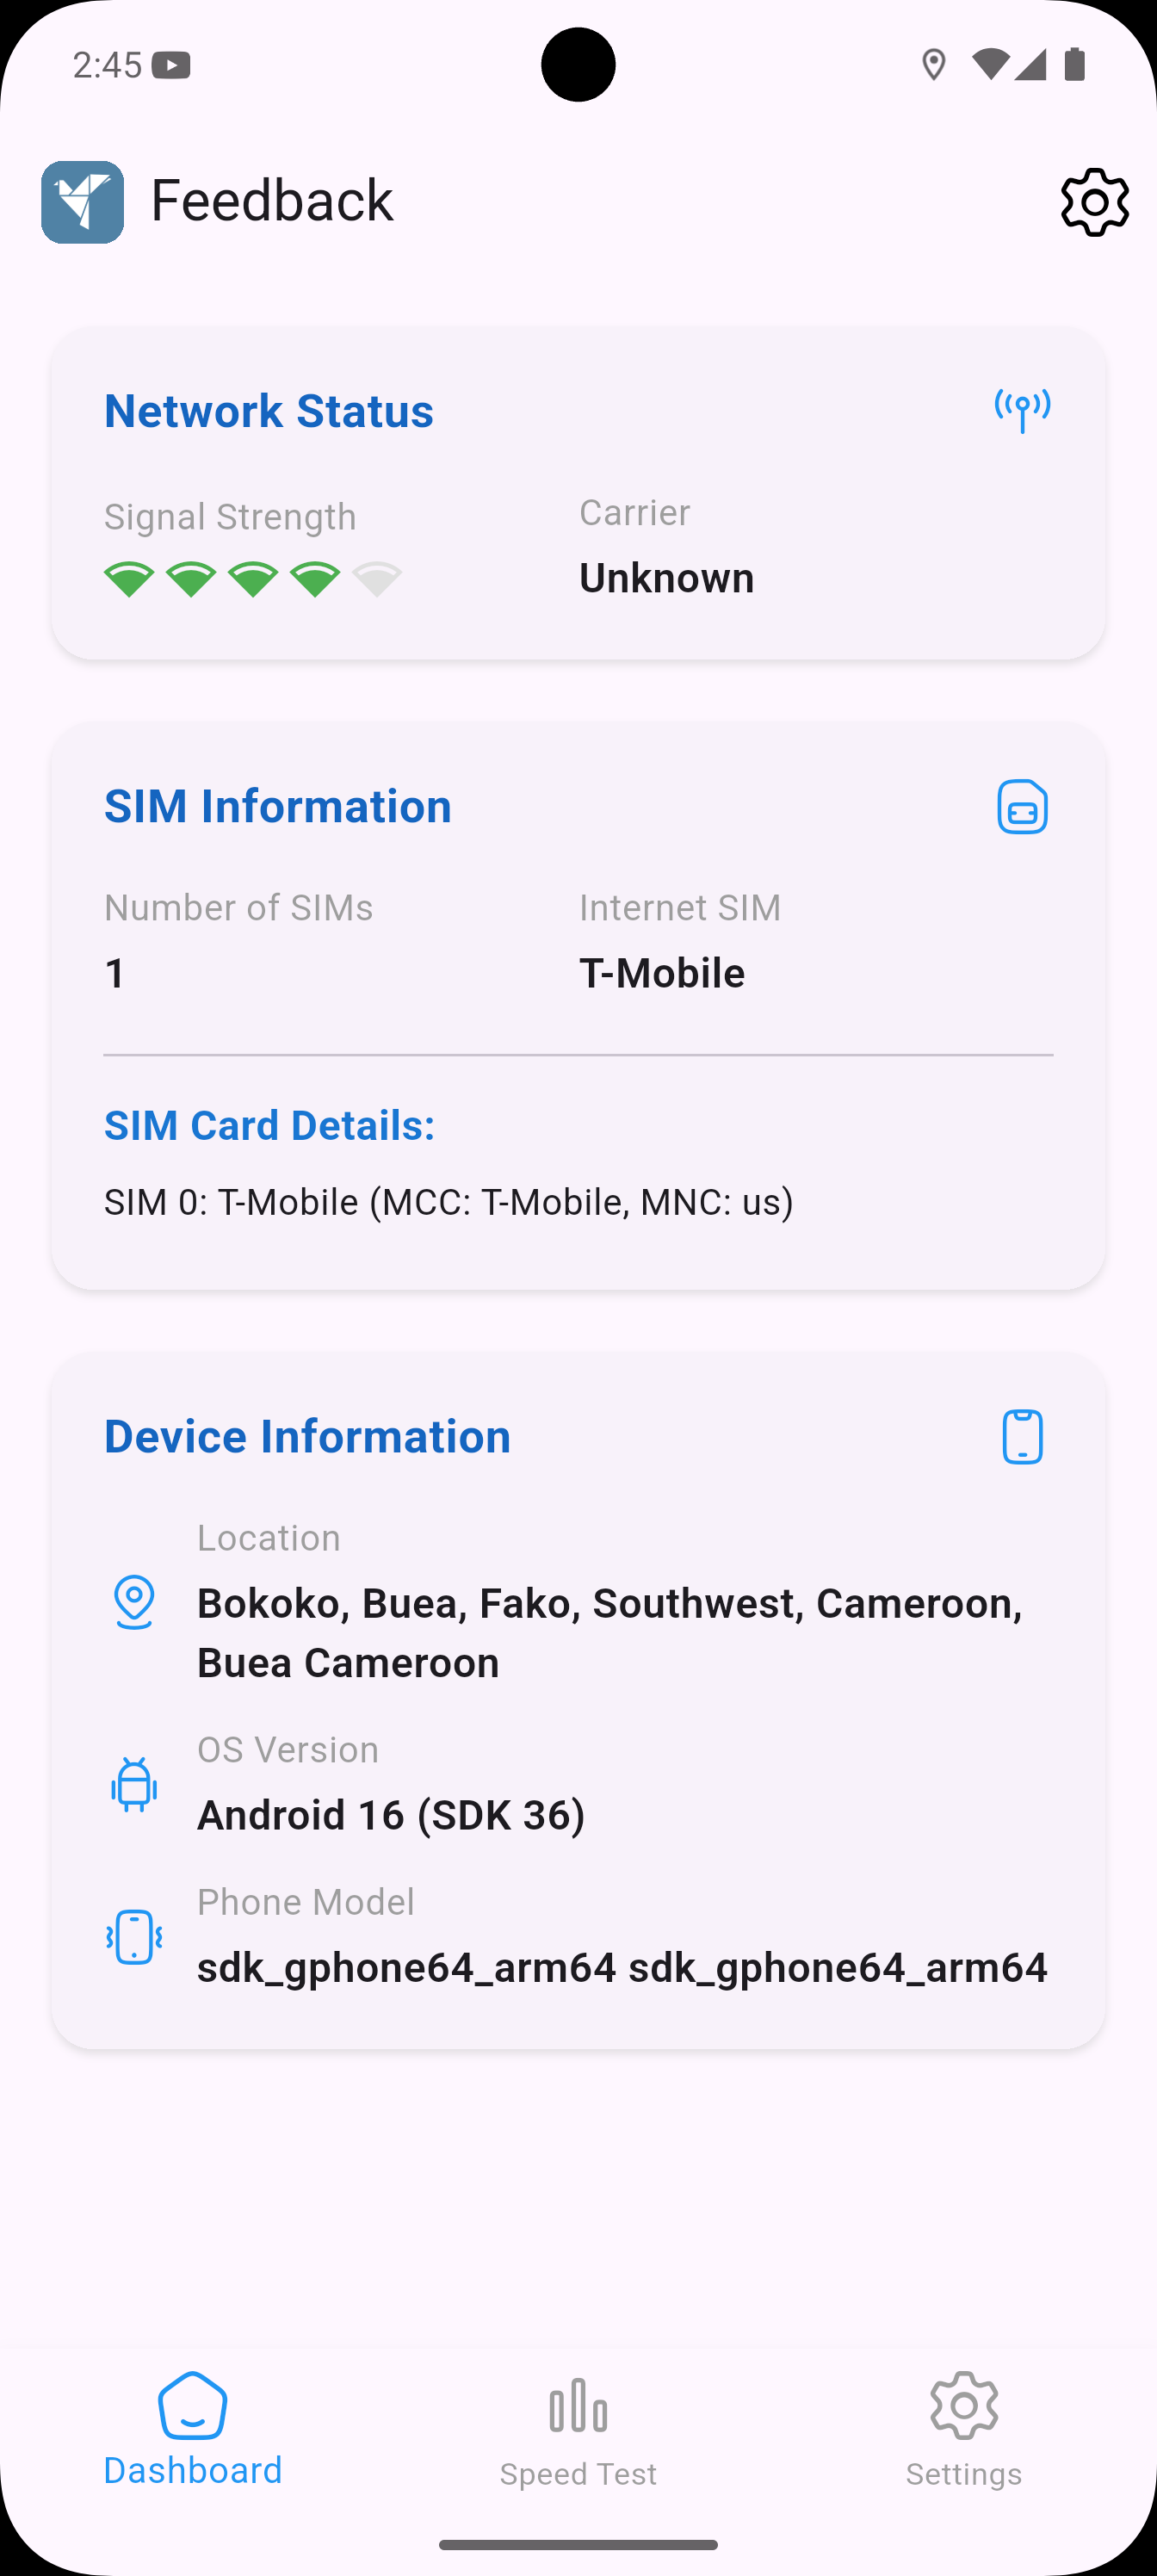 2:45
Feedback
Network Status
Signal Strength
Carrier
Unknown
SIM Information
Number of SIMs
Internet SIM
1
T-Mobile
SIM Card Details:
SIM 0: T-Mobile (MCC: T-Mobile, MNC: us)
Device Information
Location
Bokoko, Buea, Fako, Southwest, Cameroon,
Buea Cameroon
OS Version
Android 16 (SDK 36)
Phone Model
sdk_gphone64_arm64 sdk_gphone64_arm64
Dashboard
Speed Test
Settings